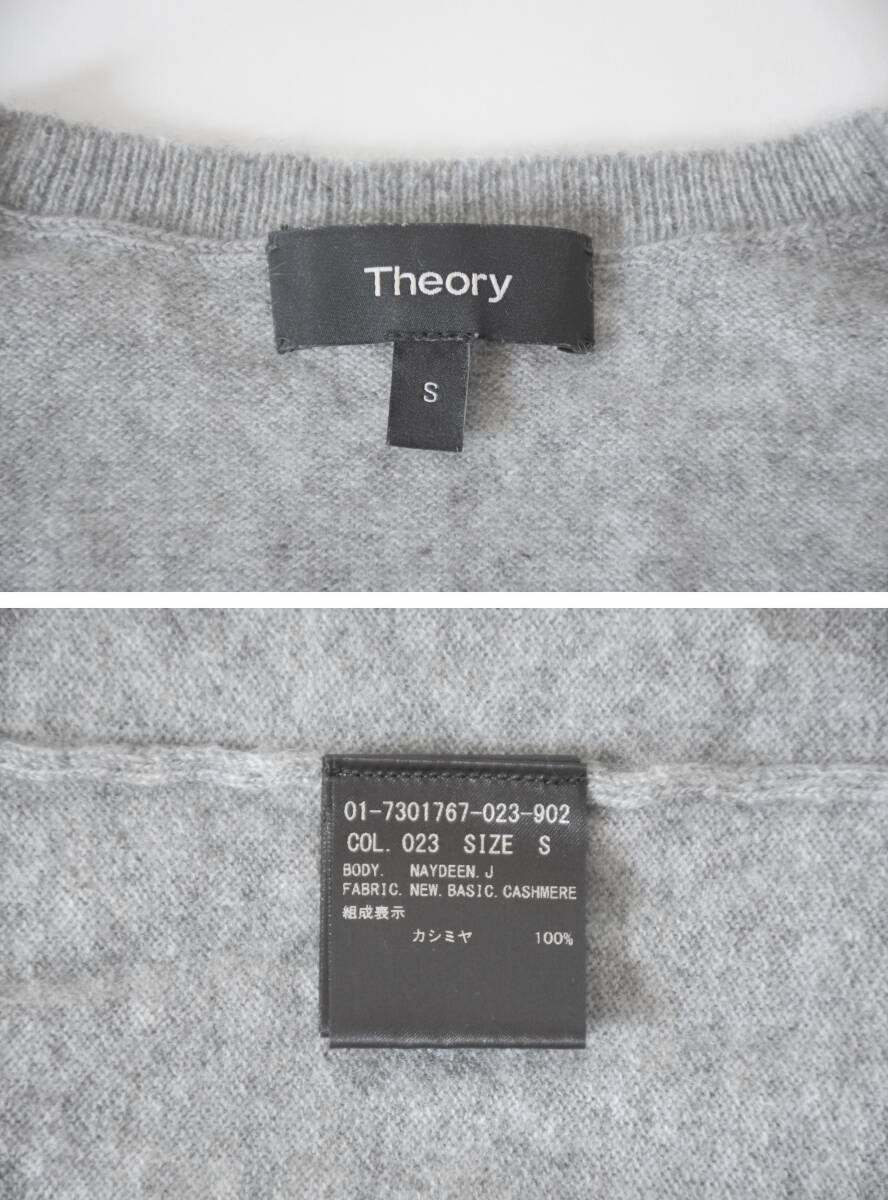 Theory
S
01-7301767-023-902
COL. 023 SIZE S
BODY. NAYDEEN. J
FABRIC. NEW. BASIC. CASHMERE
組成表示
カシミヤ 100%